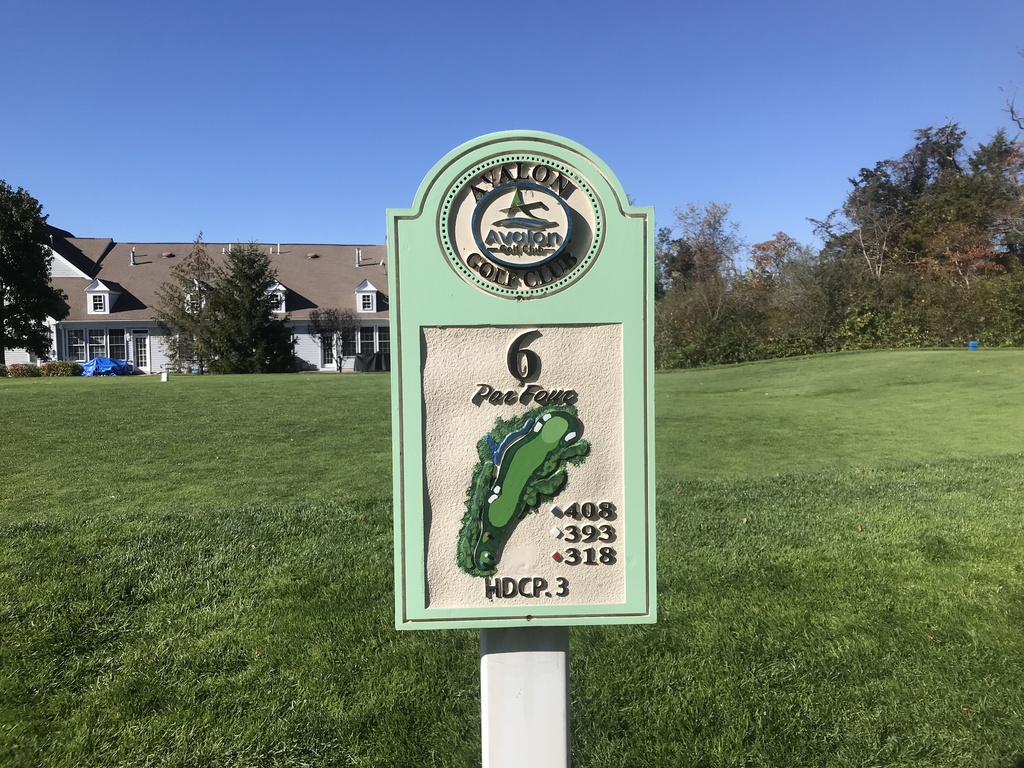 AVALON
Avalon
Golf Club
GOLF CLUB
6
Par Four
408
393
318
HDCP. 3